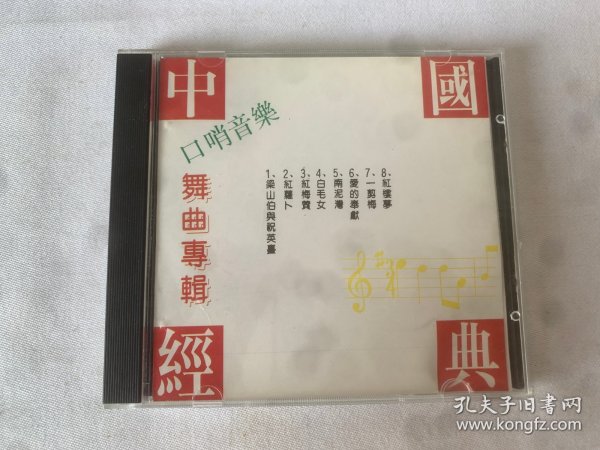 中國
經典
口哨音樂
舞曲專輯
1、梁山伯與祝英臺
2、紅蘿卜
3、紅梅贊
4、白毛女
5、南泥灣
6、愛的奉獻
7、一剪梅
8、紅樓夢
孔夫子旧书网
www.kongfz.com